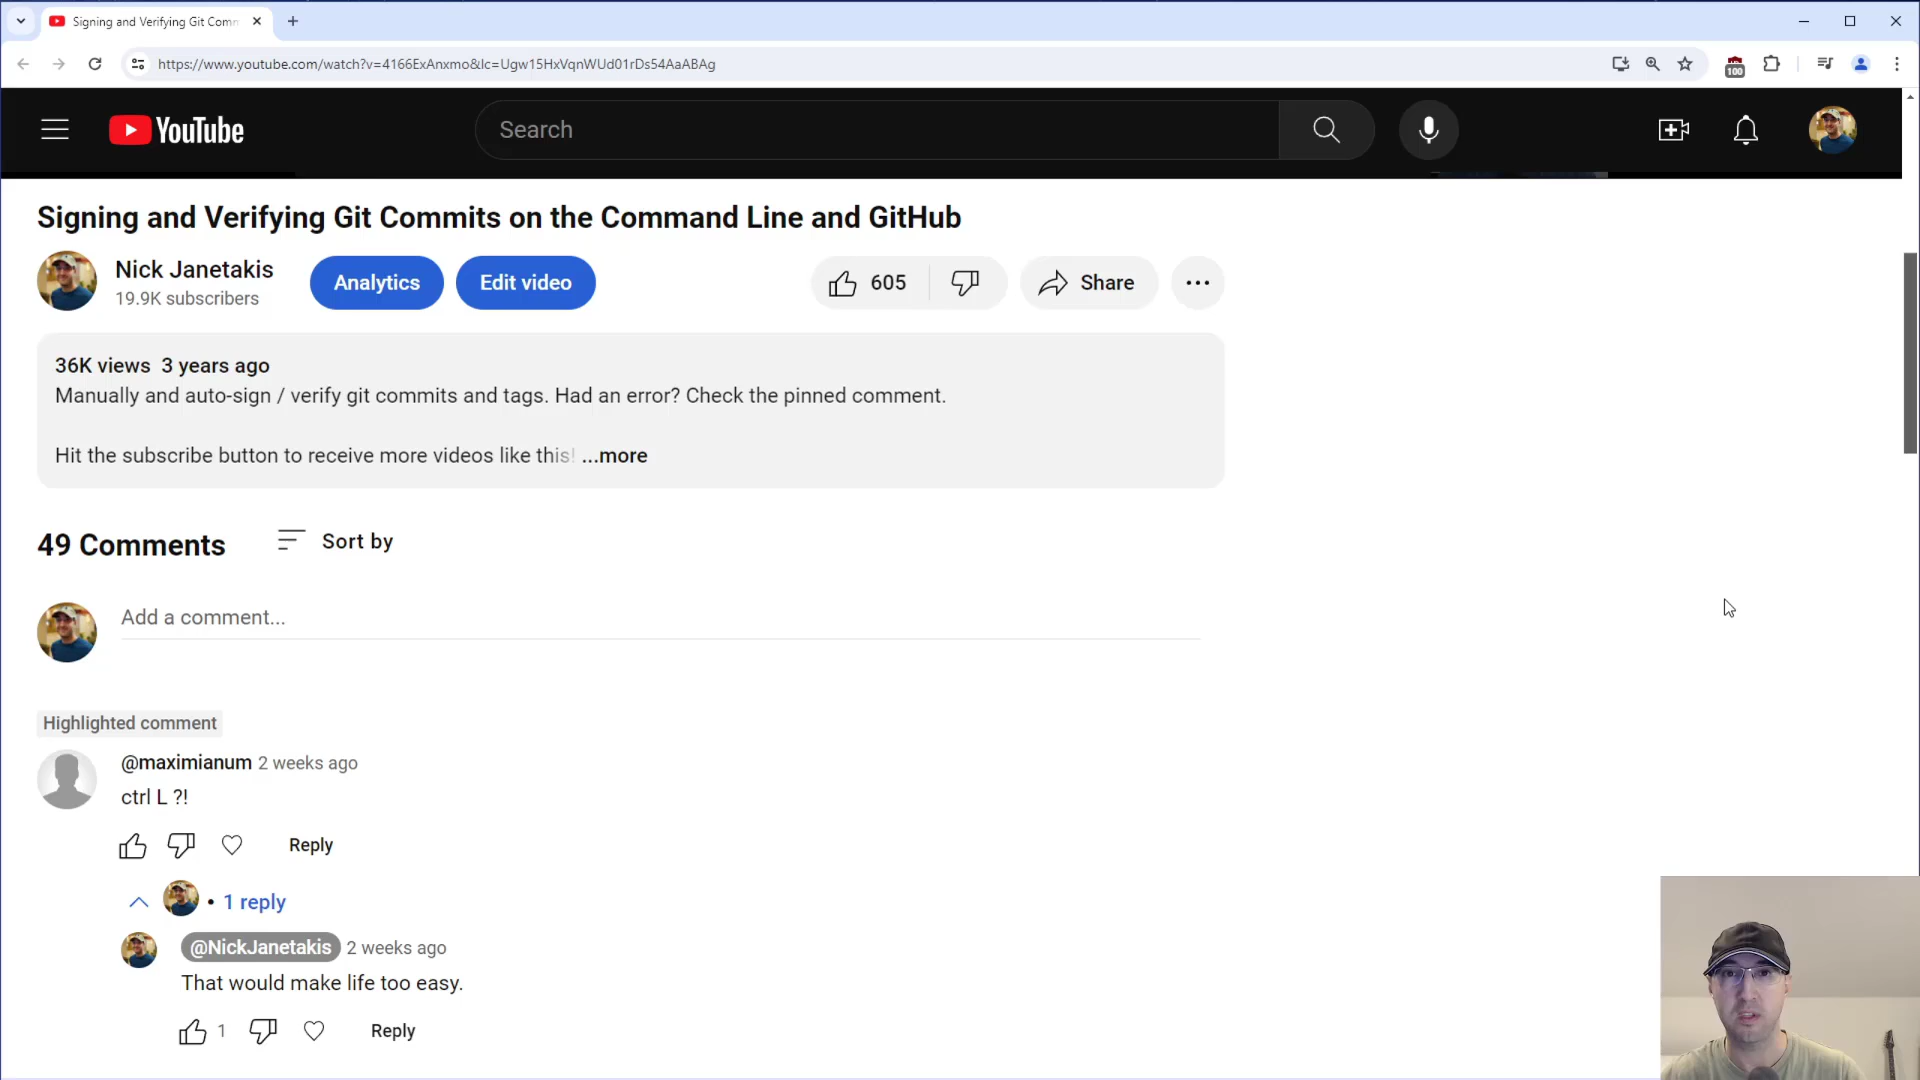 Signing and Verifying Git Comm
https://www.youtube.com/watch?v=4166ExAnxmo&lc=Ugw15HxVqnWUd01rDs54AaABAg
100
YouTube
Search
Signing and Verifying Git Commits on the Command Line and GitHub
Nick Janetakis
19.9K subscribers
Analytics
Edit video
605
Share
36K views 3 years ago
Manually and auto-sign / verify git commits and tags. Had an error? Check the pinned comment.
Hit the subscribe button to receive more videos like this! ...more
49 Comments
Sort by
Add a comment...
Highlighted comment
@maximianum 2 weeks ago
ctrl L ?!
Reply
• 1 reply
@NickJanetakis 2 weeks ago
That would make life too easy.
1
Reply